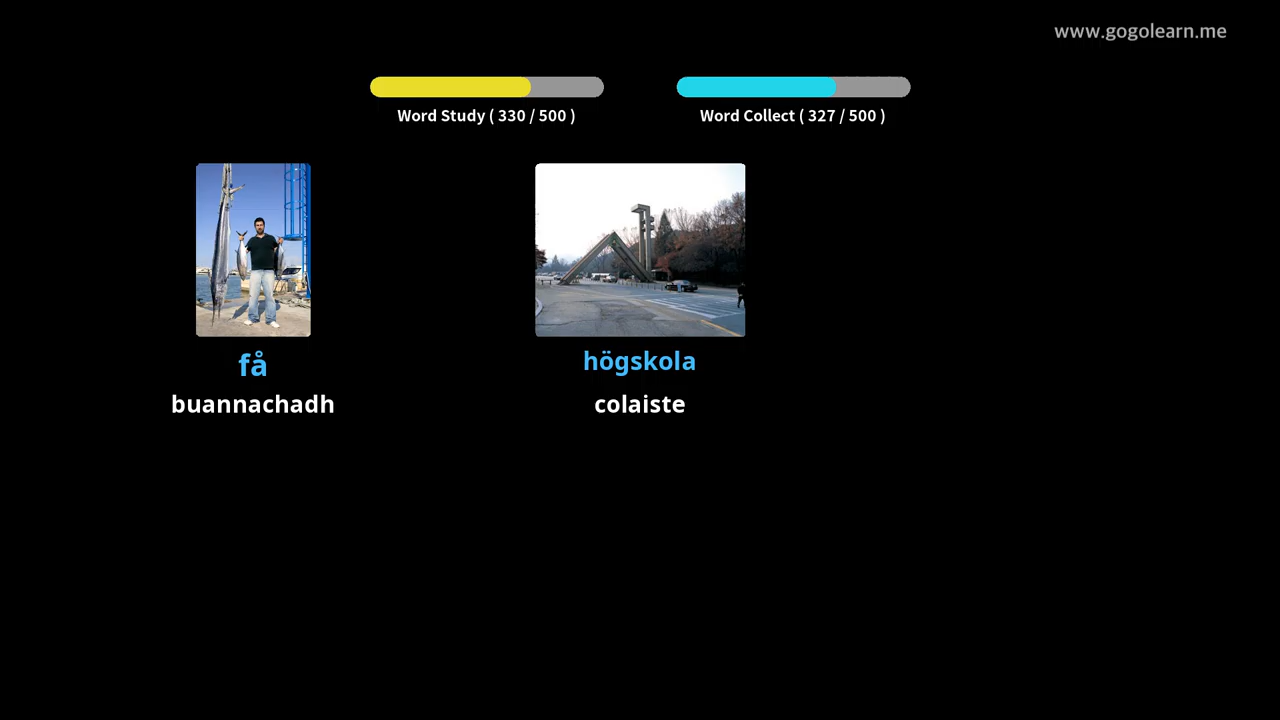 www.gogolearn.me
Word Study ( 330 / 500 )
Word Collect ( 327 / 500 )
få
högskola
buannachadh
colaiste